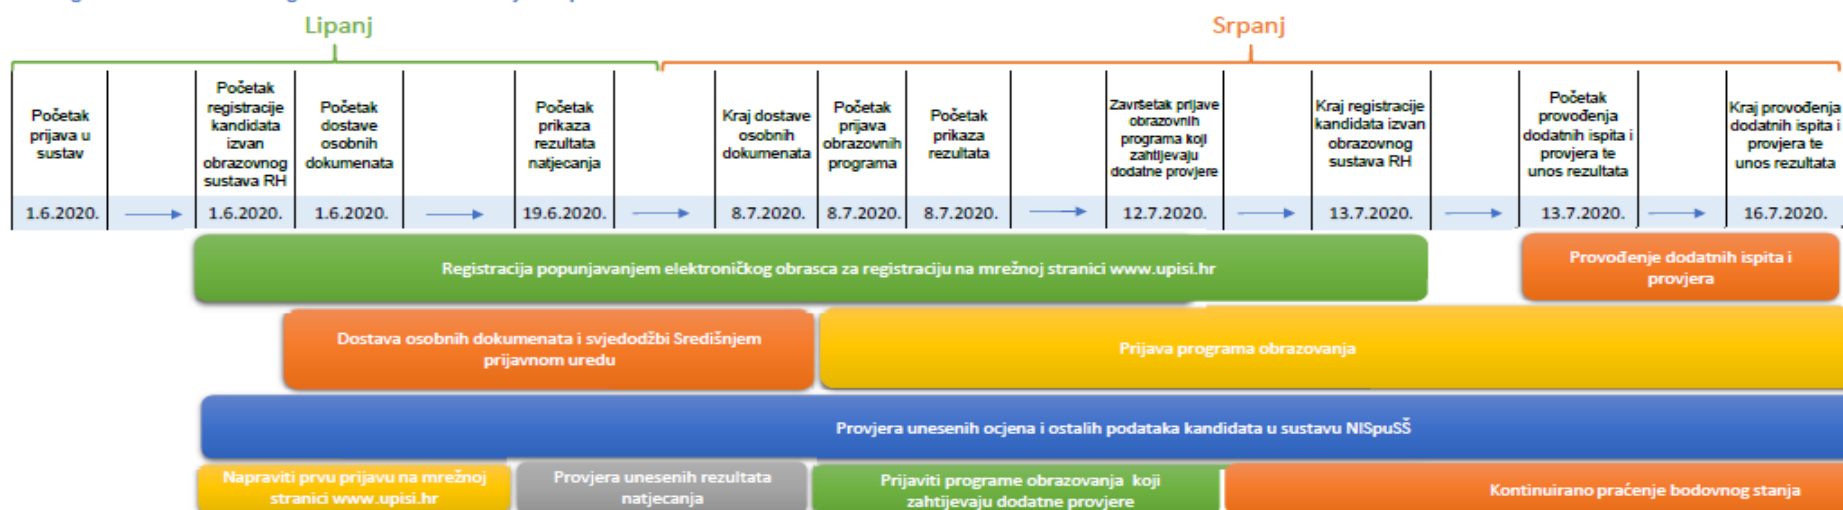 Lipanj
Srpanj
Početak
prijava u
sustav
Početak
registracije
kandidata
izvan
obrazovnog
sustava RH
Početak
dostave
osobnih
dokumenata
Početak
prikaza
rezultata
natjecanja
Kraj dostave
osobnih
dokumenata
Početak
prijava
obrazovnih
programa
Početak
prikaza
rezultata
Završetak prijave
obrazovnih
programa koji
zahtijevaju
dodatne provjere
Kraj registracije
kandidata izvan
obrazovnog
sustava RH
Početak
provođenja
dodatnih ispita i
provjera te
unos rezultata
Kraj provođenja
dodatnih ispita i
provjera te
unos rezultata
1.6.2020.
1.6.2020.
1.6.2020.
19.6.2020.
8.7.2020.
8.7.2020.
8.7.2020.
12.7.2020.
13.7.2020.
13.7.2020.
16.7.2020.
Registracija popunjavanjem elektroničkog obrasca za registraciju na mrežnoj stranici www.upisi.hr
Provođenje dodatnih ispita i
provjera
Dostava osobnih dokumenata i svjedodžbi Središnjem
prijavnom uredu
Prijava programa obrazovanja
Provjera unesenih ocjena i ostalih podataka kandidata u sustavu NISpuSŠ
Napraviti prvu prijavu na mrežnoj
stranici www.upisi.hr
Provjera unesenih rezultata
natjecanja
Prijaviti programe obrazovanja koji
zahtijevaju dodatne provjere
Kontinuirano praćenje bodovnog stanja